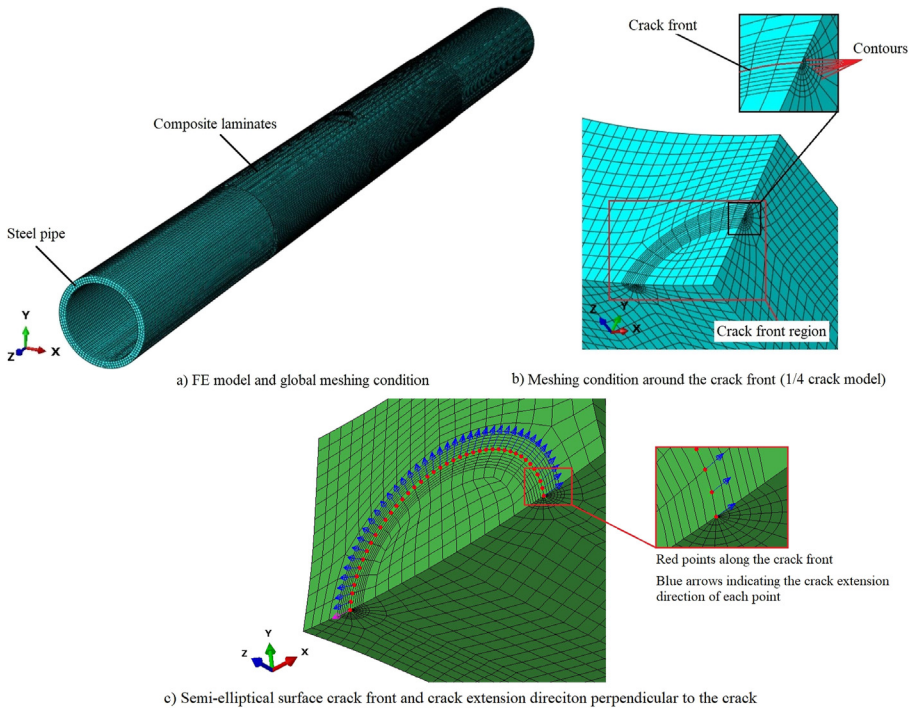 Composite laminates
Steel pipe
Y
Z
X
a) FE model and global meshing condition
Crack front
Contours
Crack front region
Y
Z
X
b) Meshing condition around the crack front (1/4 crack model)
Red points along the crack front
Blue arrows indicating the crack extension
direction of each point
Y
Z
X
c) Semi-elliptical surface crack front and crack extension direciton perpendicular to the crack